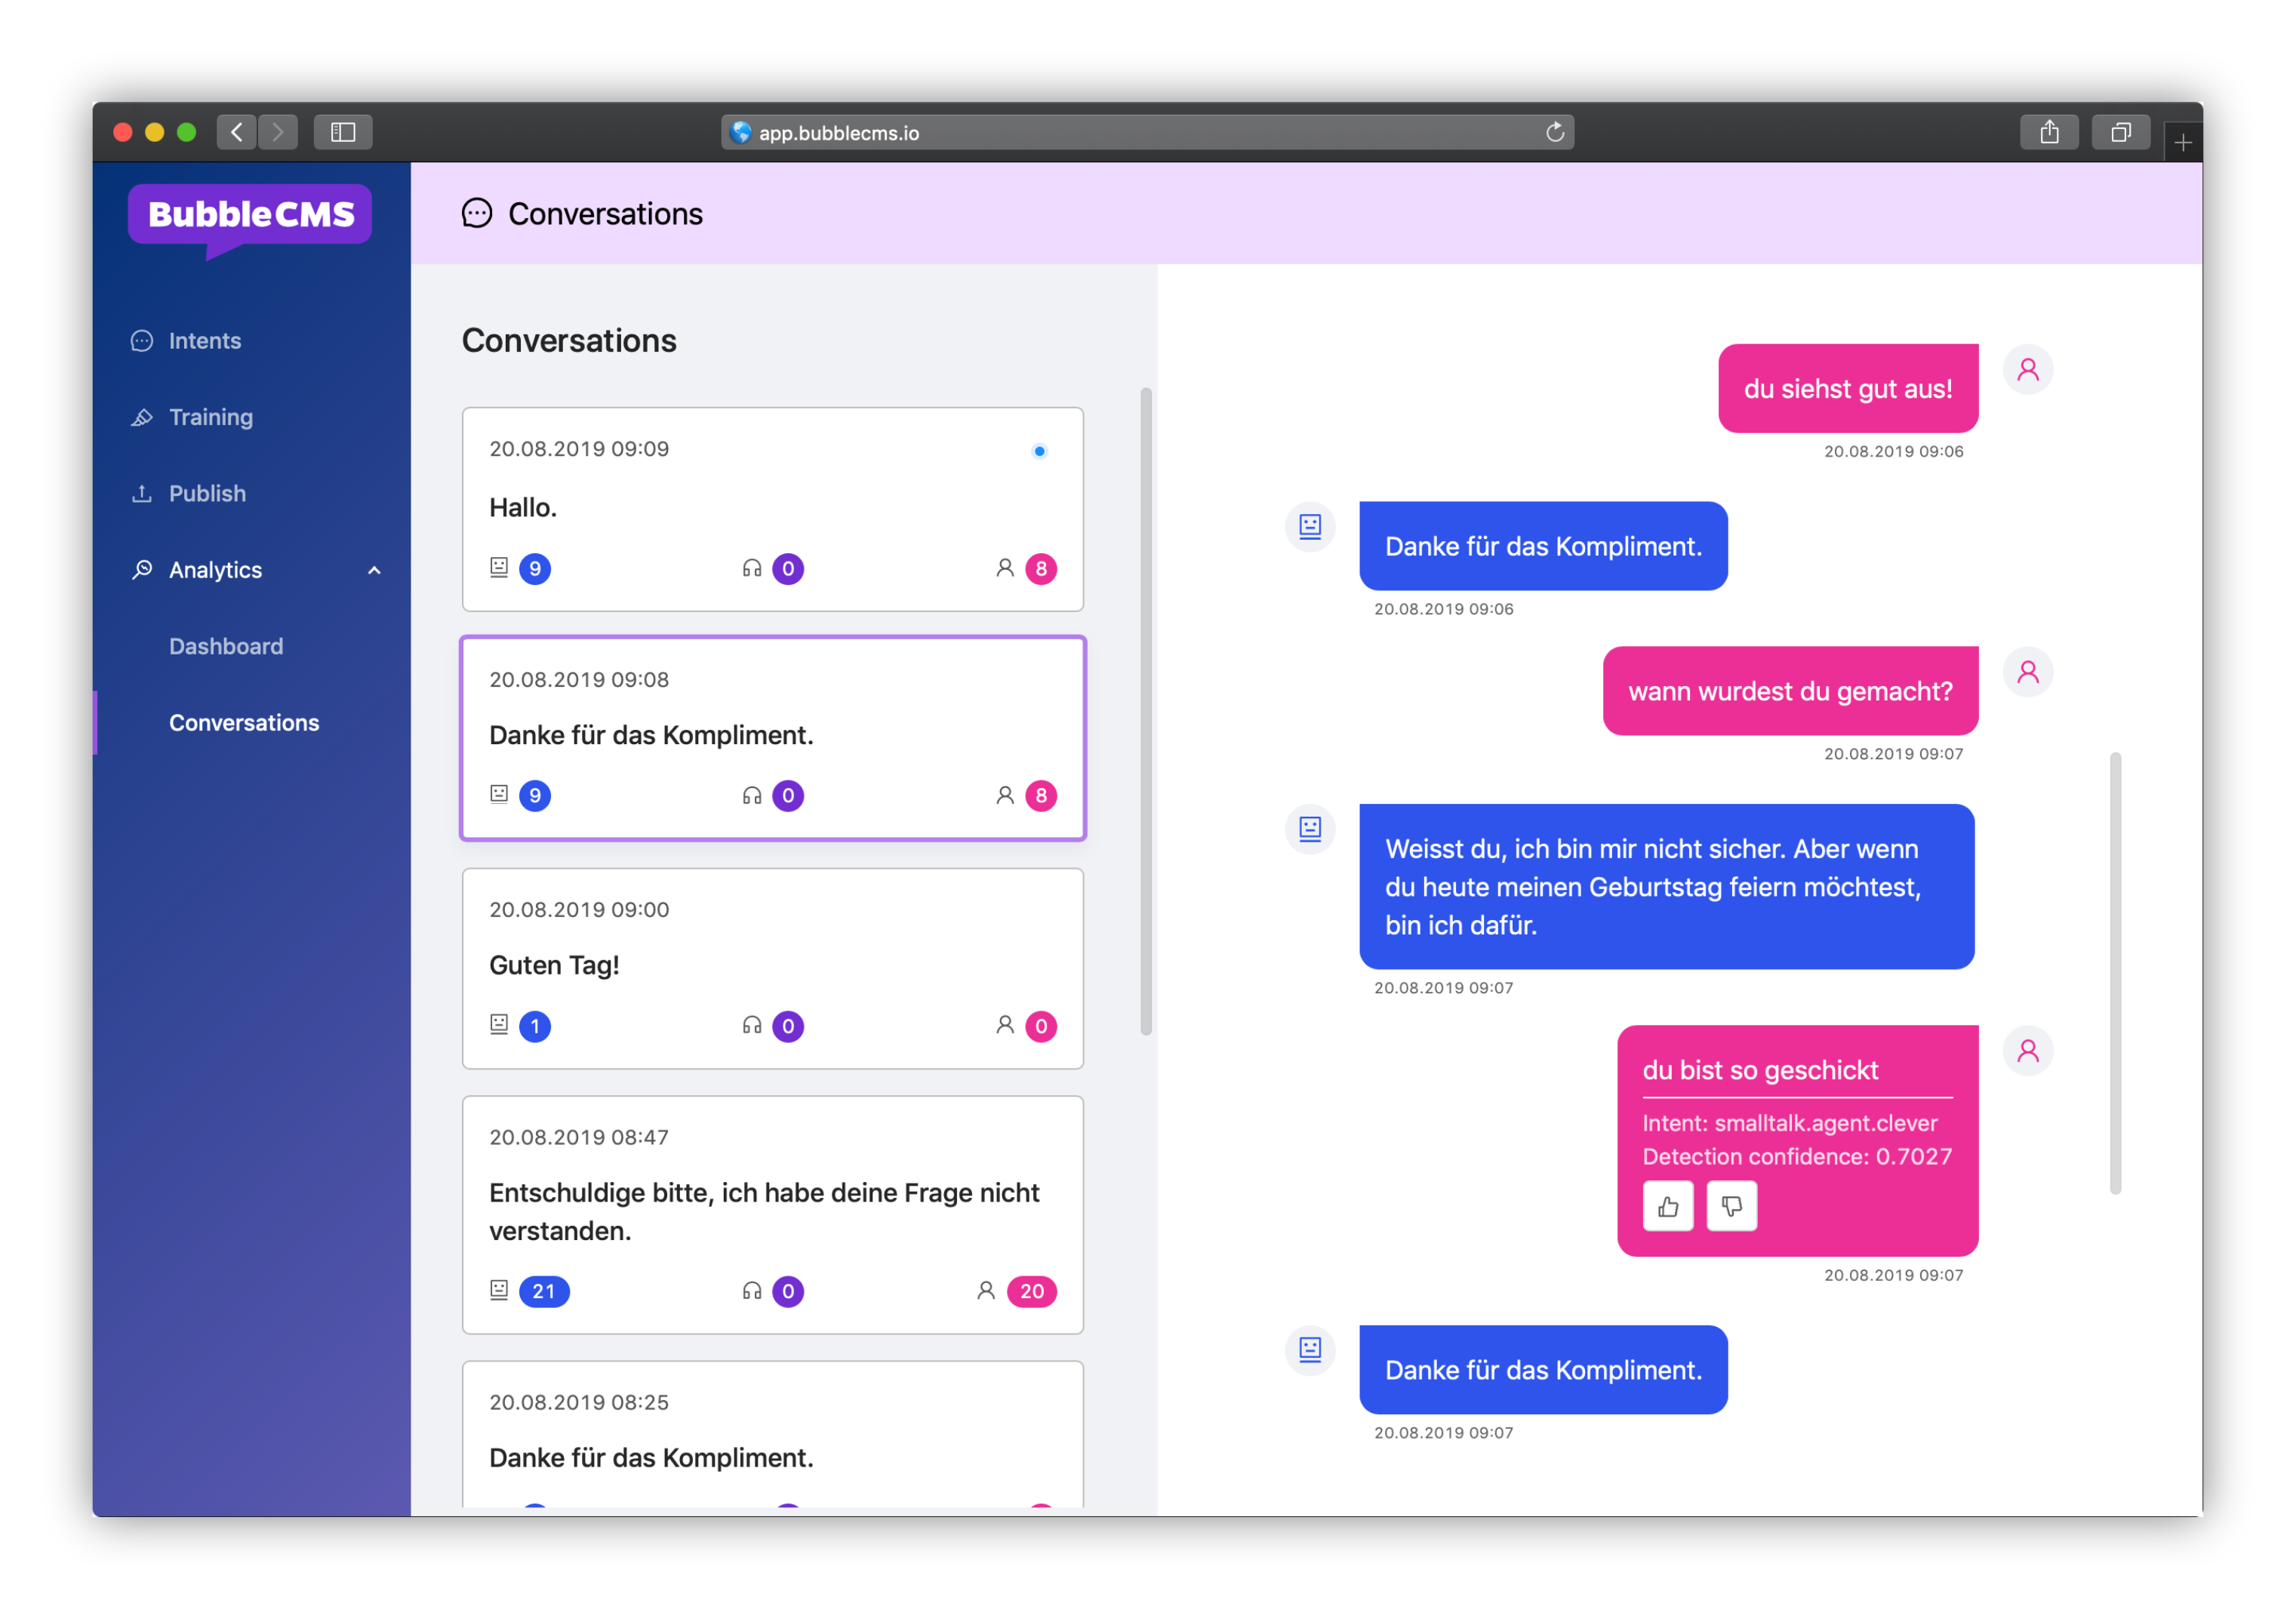 app.bubblecms.io
BubbleCMS
Intents
Training
Publish
Analytics
Dashboard
Conversations
Conversations
Conversations
20.08.2019 09:09
Hallo.
9 0 8
20.08.2019 09:08
Danke für das Kompliment.
9 0 8
20.08.2019 09:00
Guten Tag!
1 0 0
20.08.2019 08:47
Entschuldige bitte, ich habe deine Frage nicht
verstanden.
21 0 20
20.08.2019 08:25
Danke für das Kompliment.
du siehst gut aus!
20.08.2019 09:06
Danke für das Kompliment.
20.08.2019 09:06
wann wurdest du gemacht?
20.08.2019 09:07
Weisst du, ich bin mir nicht sicher. Aber wenn
du heute meinen Geburtstag feiern möchtest,
bin ich dafür.
20.08.2019 09:07
du bist so geschickt
Intent: smalltalk.agent.clever
Detection confidence: 0.7027
20.08.2019 09:07
Danke für das Kompliment.
20.08.2019 09:07